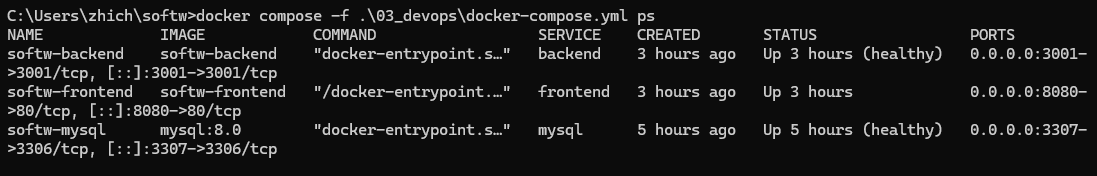 C:\Users\zhich\softw>docker compose -f .\03_devops\docker-compose.yml ps
NAME             IMAGE            COMMAND                   SERVICE    CREATED       STATUS                 PORTS
softw-backend    softw-backend    "docker-entrypoint.s…"   backend    3 hours ago   Up 3 hours (healthy)   0.0.0.0:3001-
>3001/tcp, [::]:3001->3001/tcp
softw-frontend   softw-frontend   "/docker-entrypoint.…"   frontend   3 hours ago   Up 3 hours             0.0.0.0:8080-
>80/tcp, [::]:8080->80/tcp
softw-mysql      mysql:8.0        "docker-entrypoint.s…"   mysql      5 hours ago   Up 5 hours (healthy)   0.0.0.0:3307-
>3306/tcp, [::]:3307->3306/tcp